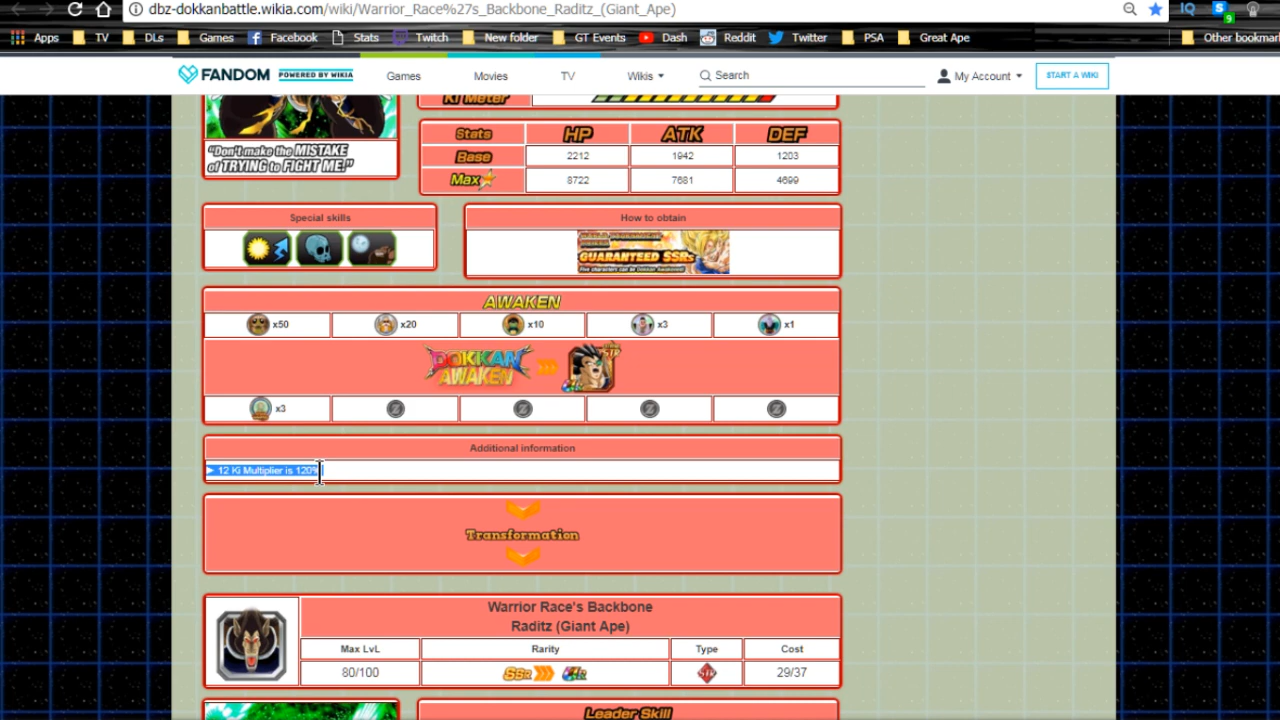 dbz-dokkanbattle.wikia.com/wiki/Warrior_Race%27s_Backbone_Raditz_(Giant_Ape)
Apps TV DLs Games Facebook Stats Twitch New folder GT Events Dash Reddit Twitter PSA Great Ape Other bookmar
FANDOM POWERED BY WIKIA Games Movies TV Wikis Search My Account START A WIKI
Ki Meter
"Don't make the MISTAKE
of TRYING to FIGHT ME!"
Stats HP ATK DEF
Base 2212 1942 1203
Max 8722 7681 4699
Special skills
How to obtain
GUARANTEED SSRs
AWAKEN
x50 x20 x10 x3 x1
DOKKAN
AWAKEN
x3
Additional information
► 12 Ki Multiplier is 120%
Transformation
Warrior Race's Backbone
Raditz (Giant Ape)
Max LvL Rarity Type Cost
80/100 SSR UR STR 29/37
Leader Skill